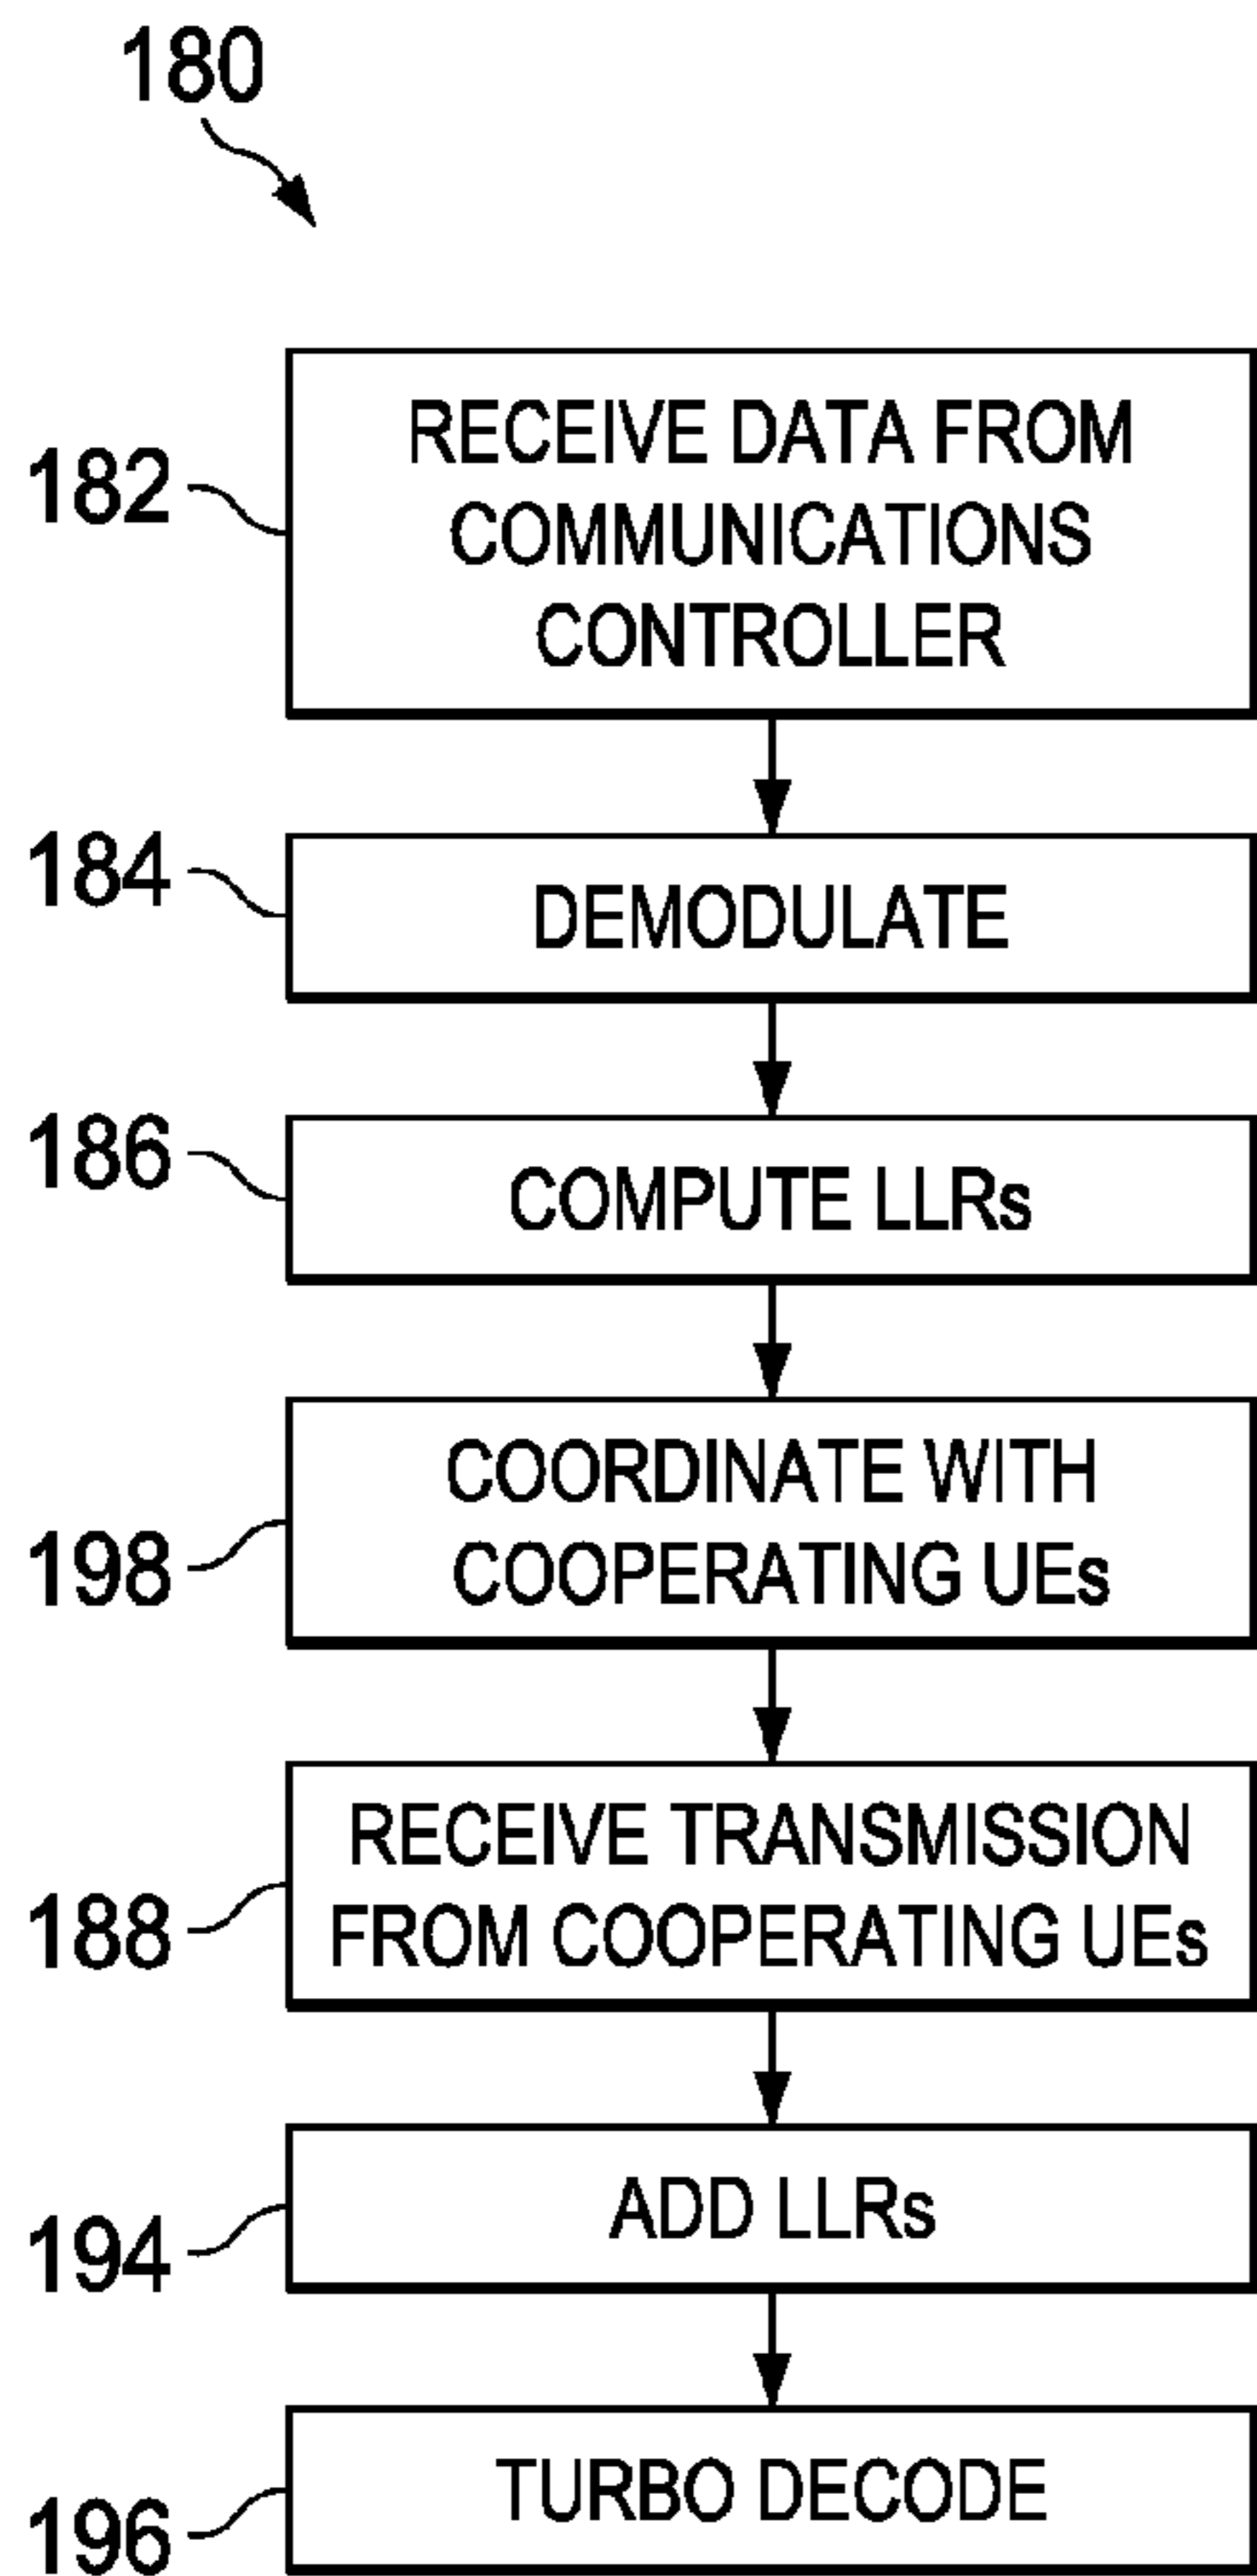 180
182
RECEIVE DATA FROM
COMMUNICATIONS
CONTROLLER
184
DEMODULATE
186
COMPUTE LLRs
198
COORDINATE WITH
COOPERATING UEs
188
RECEIVE TRANSMISSION
FROM COOPERATING UEs
194
ADD LLRs
196
TURBO DECODE